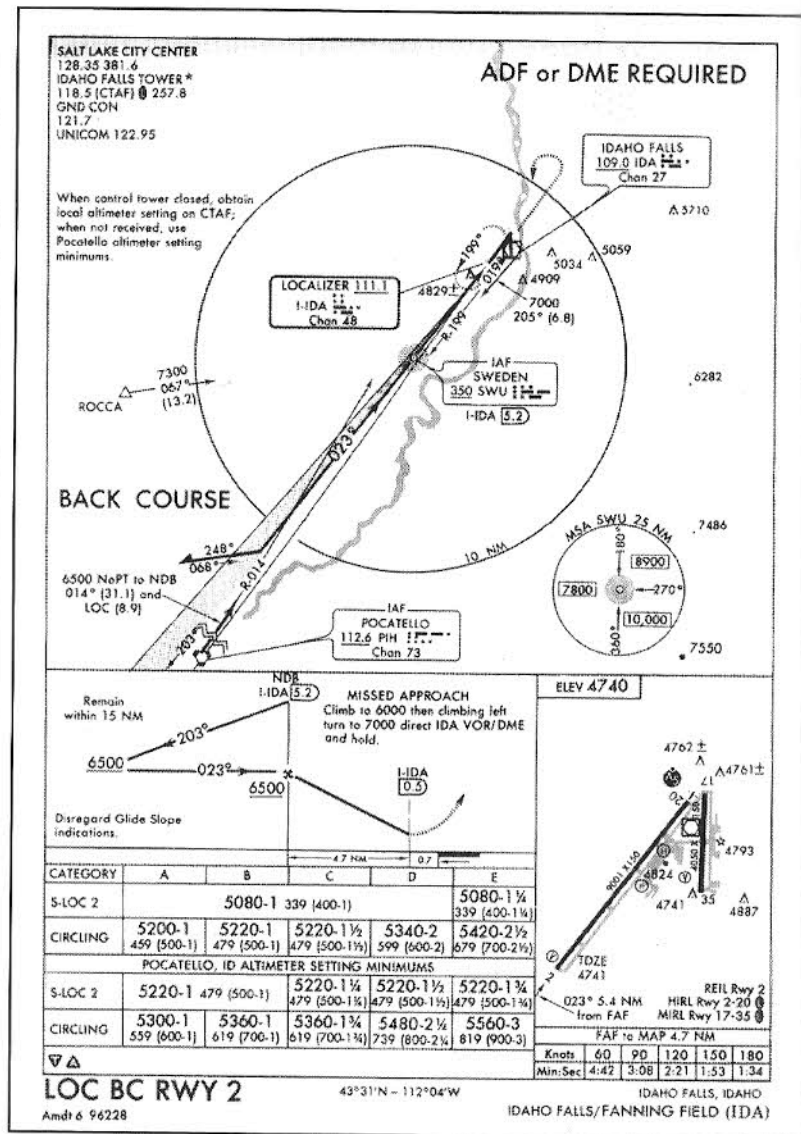 SALT LAKE CITY CENTER
128.35 381.6
IDAHO FALLS TOWER *
118.5 (CTAF) 257.8
GND CON
121.7
UNICOM 122.95
ADF or DME REQUIRED
When control tower closed, obtain
local altimeter setting on CTAF;
when not received, use
Pocatello altimeter setting
minimums.
IDAHO FALLS
109.0 IDA
Chan 27
5710
5059
5034
4909
4829±
199°
019°
LOCALIZER 111.1
I-IDA
Chan 48
7000
205° (6.8)
R-199
IAF
SWEDEN
350 SWU
I-IDA 5.2
7300
067°
(13.2)
ROCCA
6282
023°
BACK COURSE
10 NM
7486
248°
068°
R-014
6500 NoPT to NDB
014° (31.1) and
LOC (8.9)
203°
IAF
POCATELLO
112.6 PIH
Chan 73
MSA SWU 25 NM
180°
8900
7800
270°
10,000
360°
7550
Remain
within 15 NM
NDB
I-IDA 5.2
MISSED APPROACH
Climb to 6000 then climbing left
turn to 7000 direct IDA VOR/DME
and hold.
203°
6500
023°
6500
I-IDA
0.5
Disregard Glide Slope
indications.
4.7 NM
0.7
ELEV 4740
4762±
4761±
17
20
9001 X150
4793
4824
4741
35
4887
TDZE
4741
2
023° 5.4 NM
from FAF
REIL Rwy 2
HIRL Rwy 2-20
MIRL Rwy 17-35
CATEGORY A B C D E
S-LOC 2 5080-1 339 (400-1) 5080-1¼ 339 (400-1¼)
CIRCLING 5200-1 5220-1 5220-1½ 5340-2 5420-2½
459 (500-1) 479 (500-1) 479 (500-1½) 599 (600-2) 679 (700-2½)
POCATELLO, ID ALTIMETER SETTING MINIMUMS
S-LOC 2 5220-1 479 (500-1) 5220-1¼ 5220-1½ 5220-1¾
479 (500-1¼) 479 (500-1½) 479 (500-1¾)
CIRCLING 5300-1 5360-1 5360-1¾ 5480-2¼ 5560-3
559 (600-1) 619 (700-1) 619 (700-1¾) 739 (800-2¼ 819 (900-3)
FAF to MAP 4.7 NM
Knots 60 90 120 150 180
Min:Sec 4:42 3:08 2:21 1:53 1:34
LOC BC RWY 2
43°31'N – 112°04'W
IDAHO FALLS, IDAHO
Amdt 6 96228
IDAHO FALLS/FANNING FIELD (IDA)